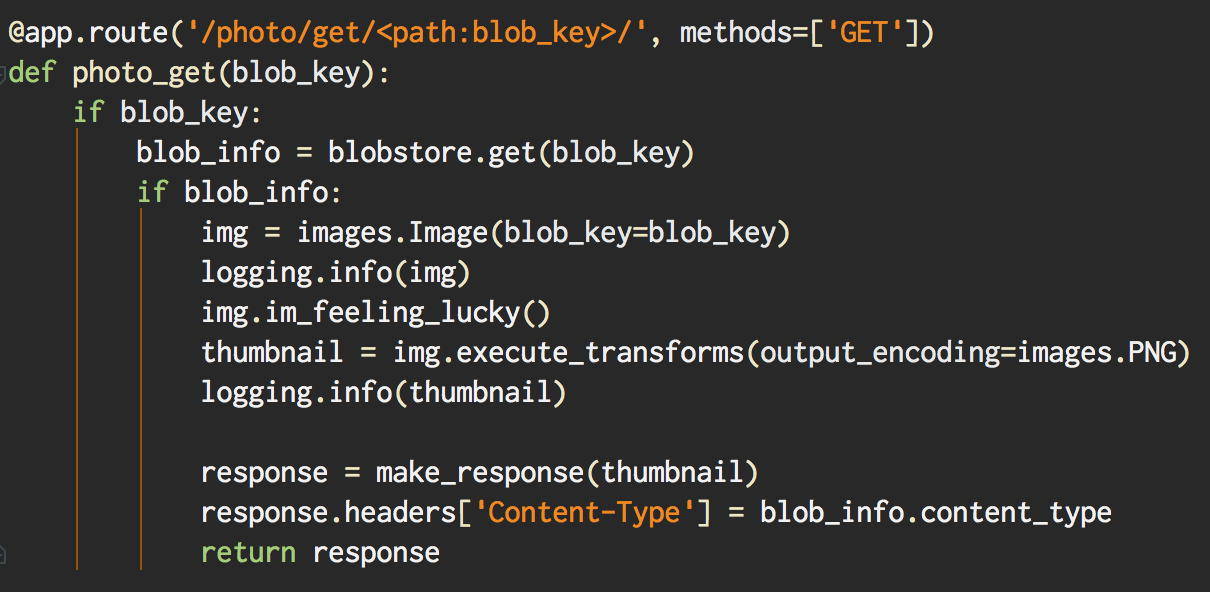 @app.route('/photo/get/<path:blob_key>/', methods=['GET'])
def photo_get(blob_key):
    if blob_key:
        blob_info = blobstore.get(blob_key)
        if blob_info:
            img = images.Image(blob_key=blob_key)
            logging.info(img)
            img.im_feeling_lucky()
            thumbnail = img.execute_transforms(output_encoding=images.PNG)
            logging.info(thumbnail)

            response = make_response(thumbnail)
            response.headers['Content-Type'] = blob_info.content_type
            return response